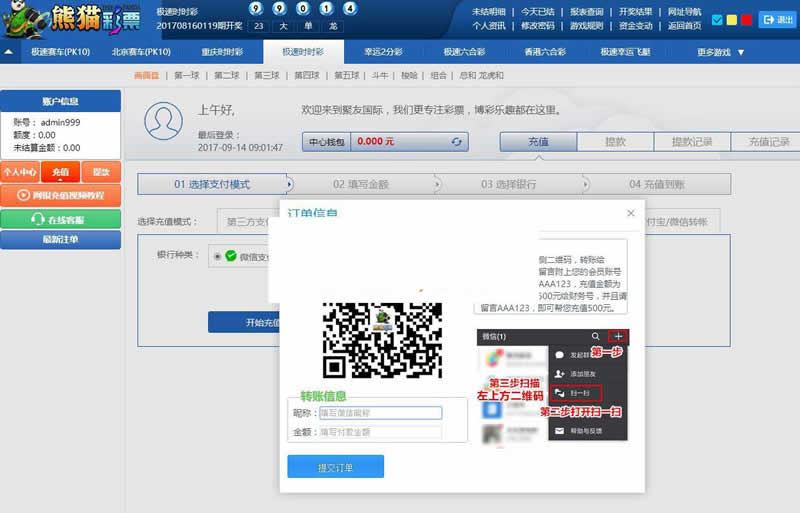 熊猫彩票
极速时时彩
201708160119期开奖
9 9 0 1 4
23 大 单 龙
未结明细 | 今天已结 | 报表查询 | 开奖结果 | 网址导航
个人资讯 | 修改密码 | 游戏规则 | 资金变动 | 返回首页
退出
极速赛车(PK10) 北京赛车(PK10) 重庆时时彩 极速时时彩 幸运2分彩 极速六合彩 香港六合彩 极速幸运飞艇 更多游戏 ▼
两面盘 | 第一球 | 第二球 | 第三球 | 第四球 | 第五球 | 斗牛 | 梭哈 | 组合 | 总和 龙虎和
账户信息
账号： admin999
额度：0.00
未结算金额：0.00
个人中心 充值 提款
网银充值视频教程
在线客服
最新注单
上午好,
最后登录：
2017-09-14 09:01:47
欢迎来到聚友国际，我们更专注彩票，博彩乐趣都在这里。
中心钱包 0.000 元
充值 提款 提款记录 充值记录
01 选择支付模式 02 填写金额 03 选择银行 04 充值到账
选择充值模式： 第三方支
付宝/微信转帐
银行种类： 微信支
开始充值
订单信息
×
侧二维码，转账给
留言附上您的会员账号
AAA123，充值金额为
500元给财务号，并且请
留言AAA123，即可帮您充值500元。
微信(1)
发起群
第一步
添加朋友
第三步扫描
左上方二维码
扫一扫
第二步打开扫一扫
帮助与反馈
转账信息
昵称： 填写微信昵称
金额： 填写付款金额
提交订单